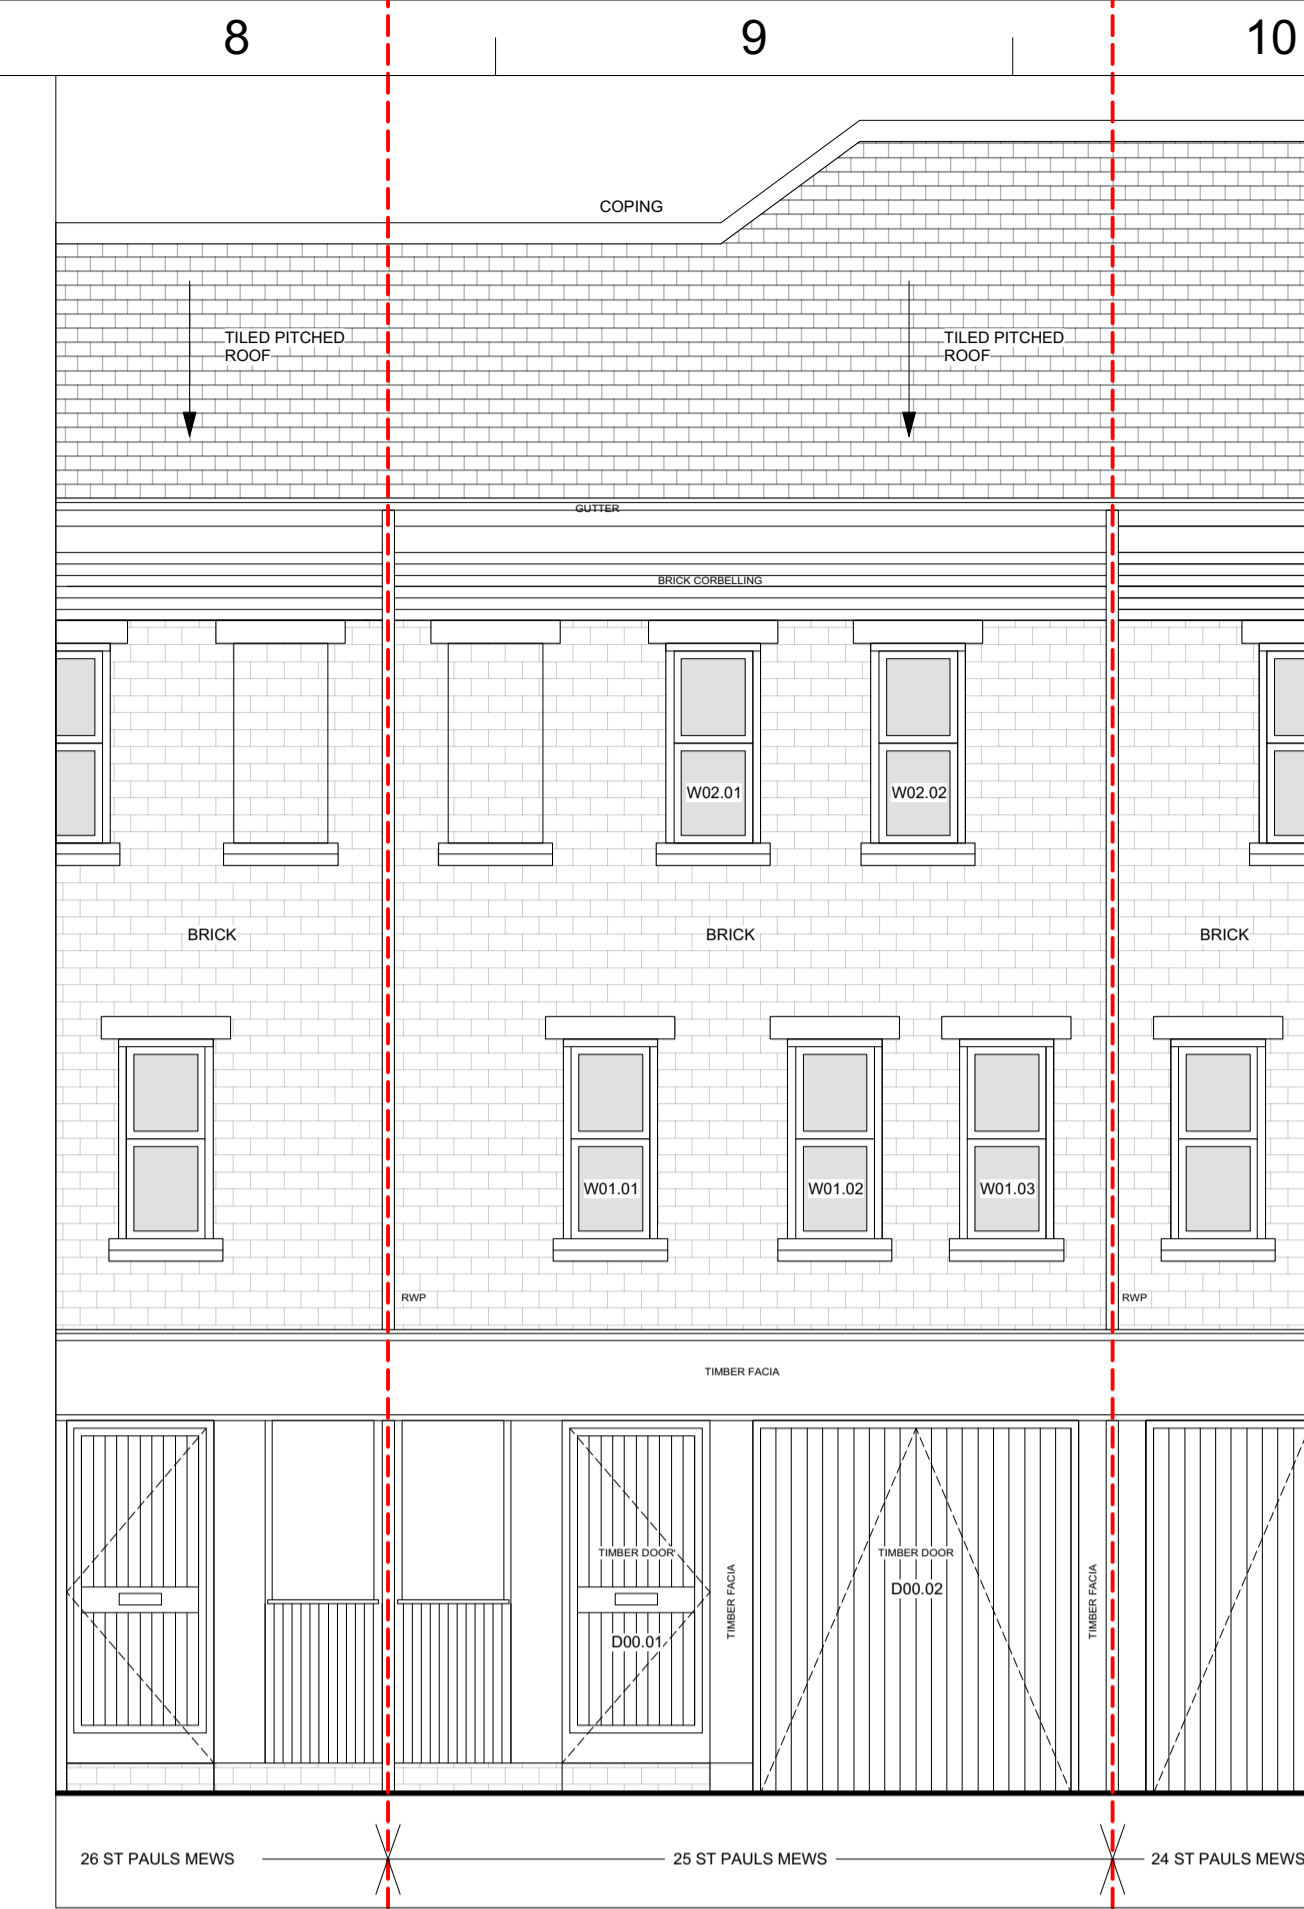 8
9
10
COPING
TILED PITCHED
ROOF
TILED PITCHED
ROOF
GUTTER
BRICK CORBELLING
W02.01
W02.02
BRICK
BRICK
BRICK
W01.01
W01.02
W01.03
RWP
RWP
TIMBER FACIA
TIMBER DOOR
TIMBER DOOR
D00.02
TIMBER FACIA
TIMBER FACIA
D00.01
26 ST PAULS MEWS
25 ST PAULS MEWS
24 ST PAULS MEWS